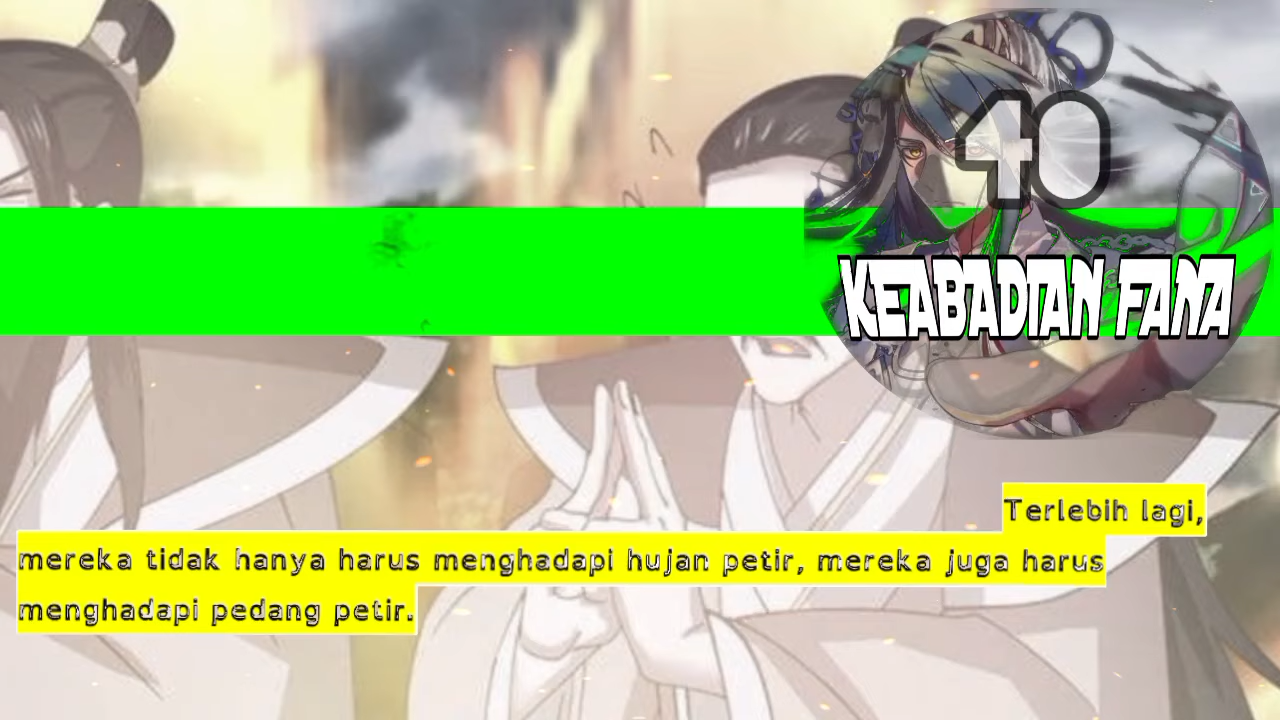 40
KEABADIAN FANA
Terlebih lagi,
mereka tidak hanya harus menghadapi hujan petir, mereka juga harus
menghadapi pedang petir.